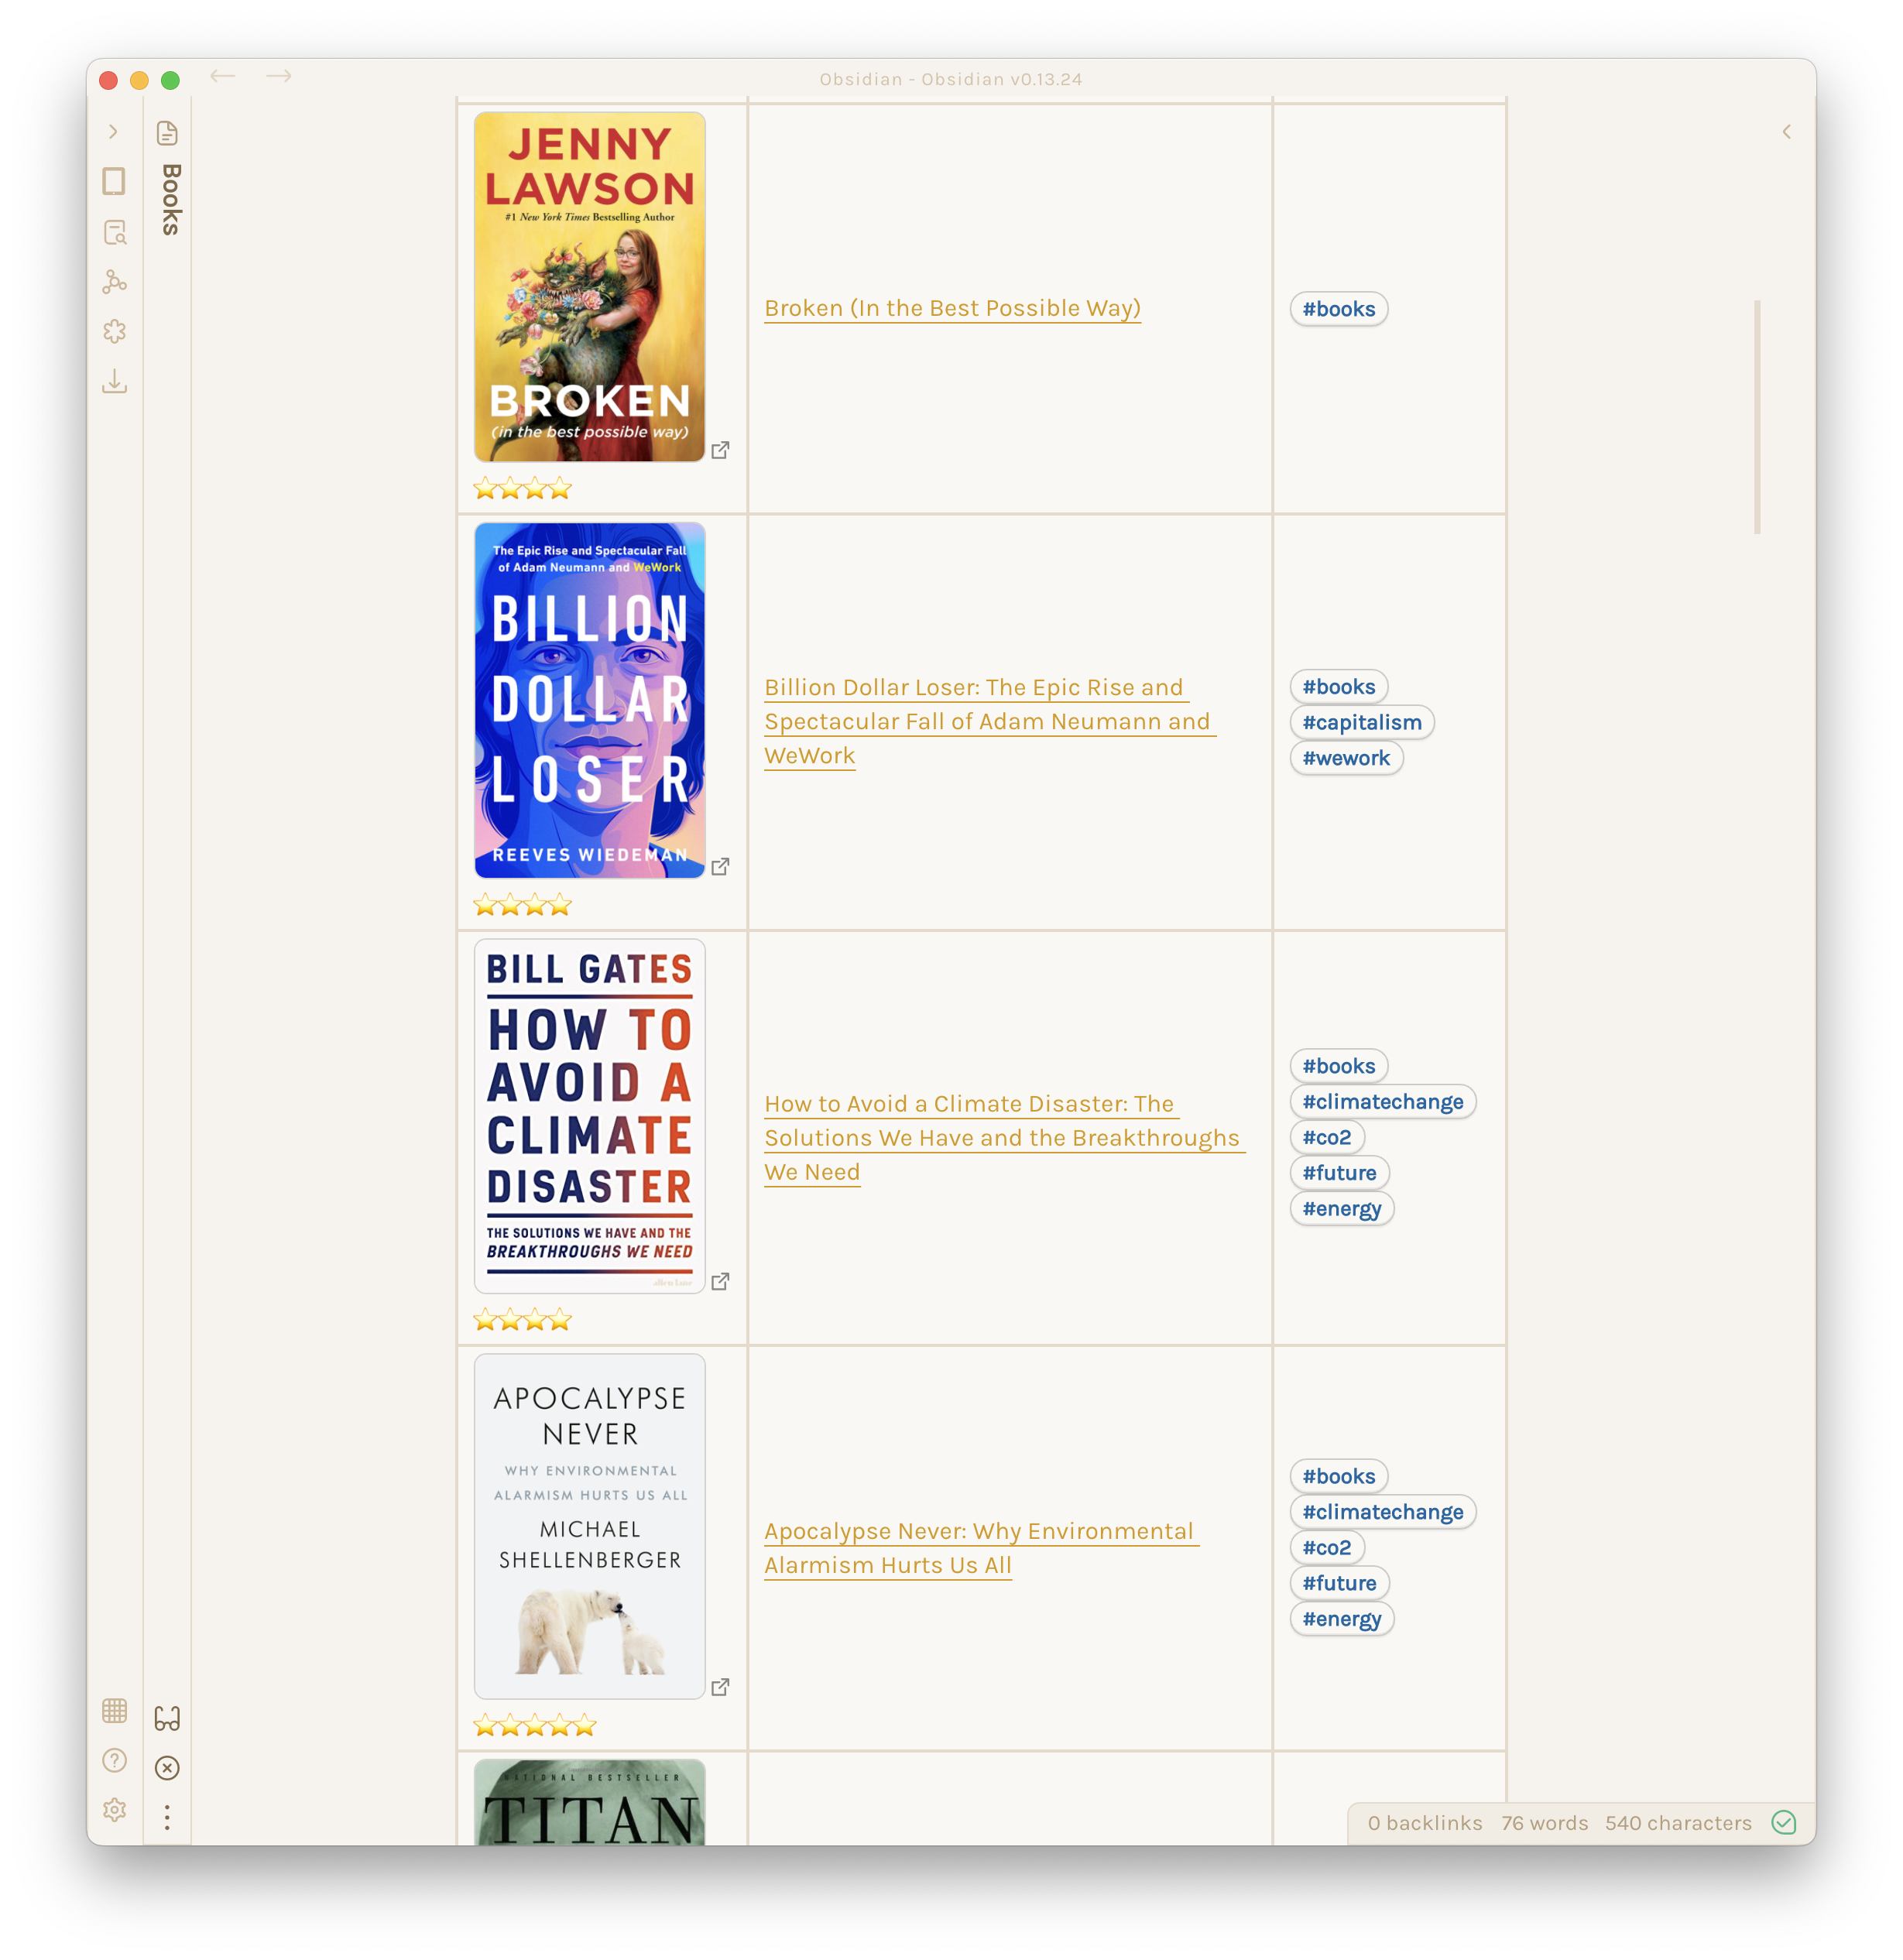 Obsidian - Obsidian v0.13.24
Books
JENNY
LAWSON
#1 New York Times Bestselling Author
BROKEN
(in the best possible way)
Broken (In the Best Possible Way)
#books
The Epic Rise and Spectacular Fall
of Adam Neumann and WeWork
BILLION
DOLLAR
LOSER
REEVES WIEDEMAN
Billion Dollar Loser: The Epic Rise and
Spectacular Fall of Adam Neumann and
WeWork
#books
#capitalism
#wework
BILL GATES
HOW TO
AVOID A
CLIMATE
DISASTER
THE SOLUTIONS WE HAVE AND THE
BREAKTHROUGHS WE NEED
How to Avoid a Climate Disaster: The
Solutions We Have and the Breakthroughs
We Need
#books
#climatechange
#co2
#future
#energy
APOCALYPSE
NEVER
WHY ENVIRONMENTAL
ALARMISM HURTS US ALL
MICHAEL
SHELLENBERGER
Apocalypse Never: Why Environmental
Alarmism Hurts Us All
#books
#climatechange
#co2
#future
#energy
NATIONAL BESTSELLER
TITAN
0 backlinks 76 words 540 characters